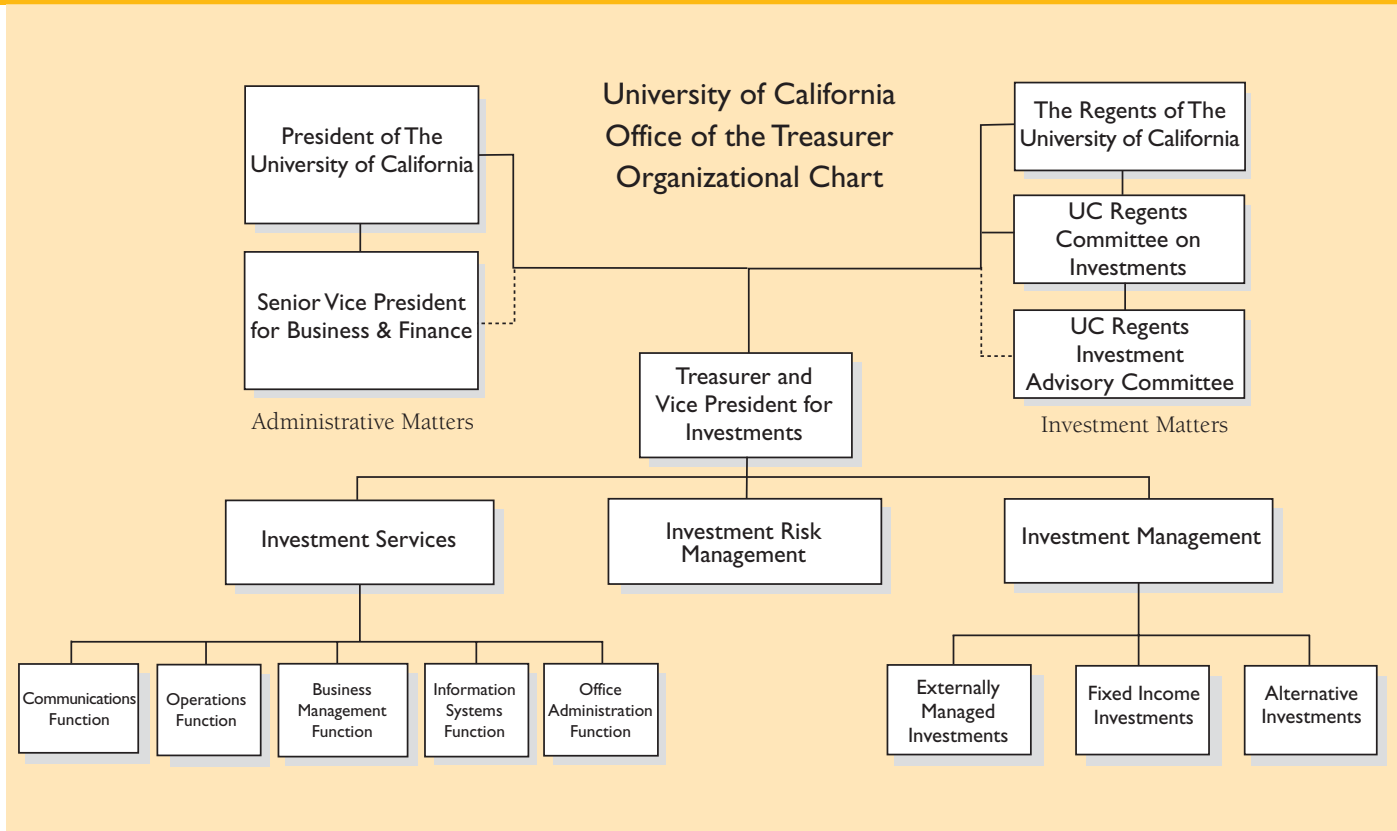 University of California
Office of the Treasurer
Organizational Chart
President of The
University of California
Senior Vice President
for Business & Finance
Administrative Matters
The Regents of The
University of California
UC Regents
Committee on
Investments
UC Regents
Investment
Advisory Committee
Investment Matters
Treasurer and
Vice President for
Investments
Investment Services
Investment Risk
Management
Investment Management
Communications
Function
Operations
Function
Business
Management
Function
Information
Systems
Function
Office
Administration
Function
Externally
Managed
Investments
Fixed Income
Investments
Alternative
Investments